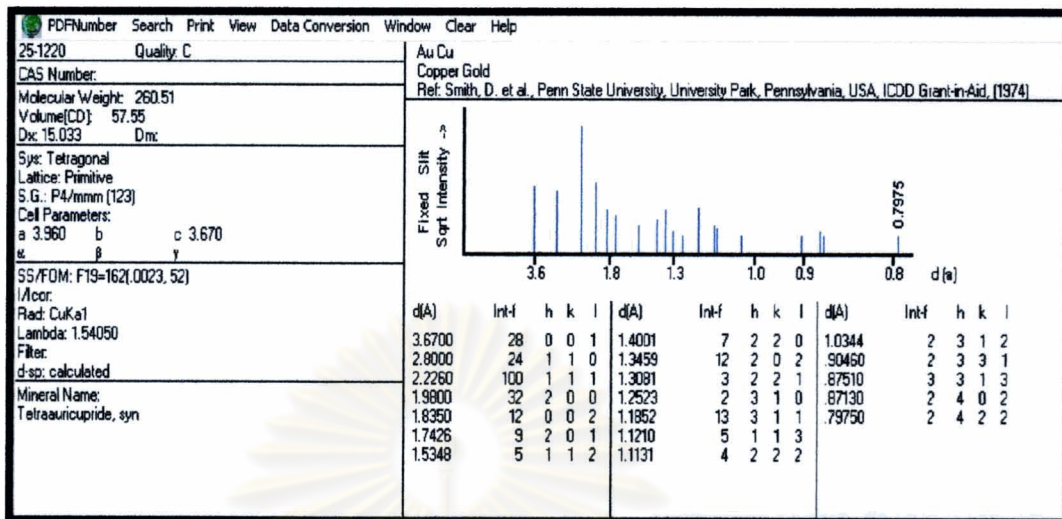 PDFNumber Search Print View Data Conversion Window Clear Help
25-1220 Quality: C
CAS Number:
Molecular Weight: 260.51
Volume[CD]: 57.55
Dx: 15.033 Dm:
Sys: Tetragonal
Lattice: Primitive
S.G.: P4/mmm (123)
Cell Parameters:
a 3.960 b c 3.670
α β γ
SS/FOM: F19=162(.0023, 52)
I/Icor:
Rad: CuKa1
Lambda: 1.54050
Filter:
d-sp: calculated
Mineral Name:
Tetraauricupride, syn
Au Cu
Copper Gold
Ref: Smith, D. et al., Penn State University, University Park, Pennsylvania, USA, ICDD Grant-in-Aid, (1974)
Fixed Slit
Sqrt Intensity ->
0.7975
3.6 1.8 1.3 1.0 0.9 0.8 d (a)
d(A) Int-f h k l d(A) Int-f h k l d(A) Int-f h k l
3.6700 28 0 0 1 1.4001 7 2 2 0 1.0344 2 3 1 2
2.8000 24 1 1 0 1.3459 12 2 0 2 .90460 2 3 3 1
2.2260 100 1 1 1 1.3081 3 2 2 1 .87510 3 3 1 3
1.9800 32 2 0 0 1.2523 2 3 1 0 .87130 2 4 0 2
1.8350 12 0 0 2 1.1852 13 3 1 1 .79750 2 4 2 2
1.7426 9 2 0 1 1.1210 5 1 1 3
1.5348 5 1 1 2 1.1131 4 2 2 2